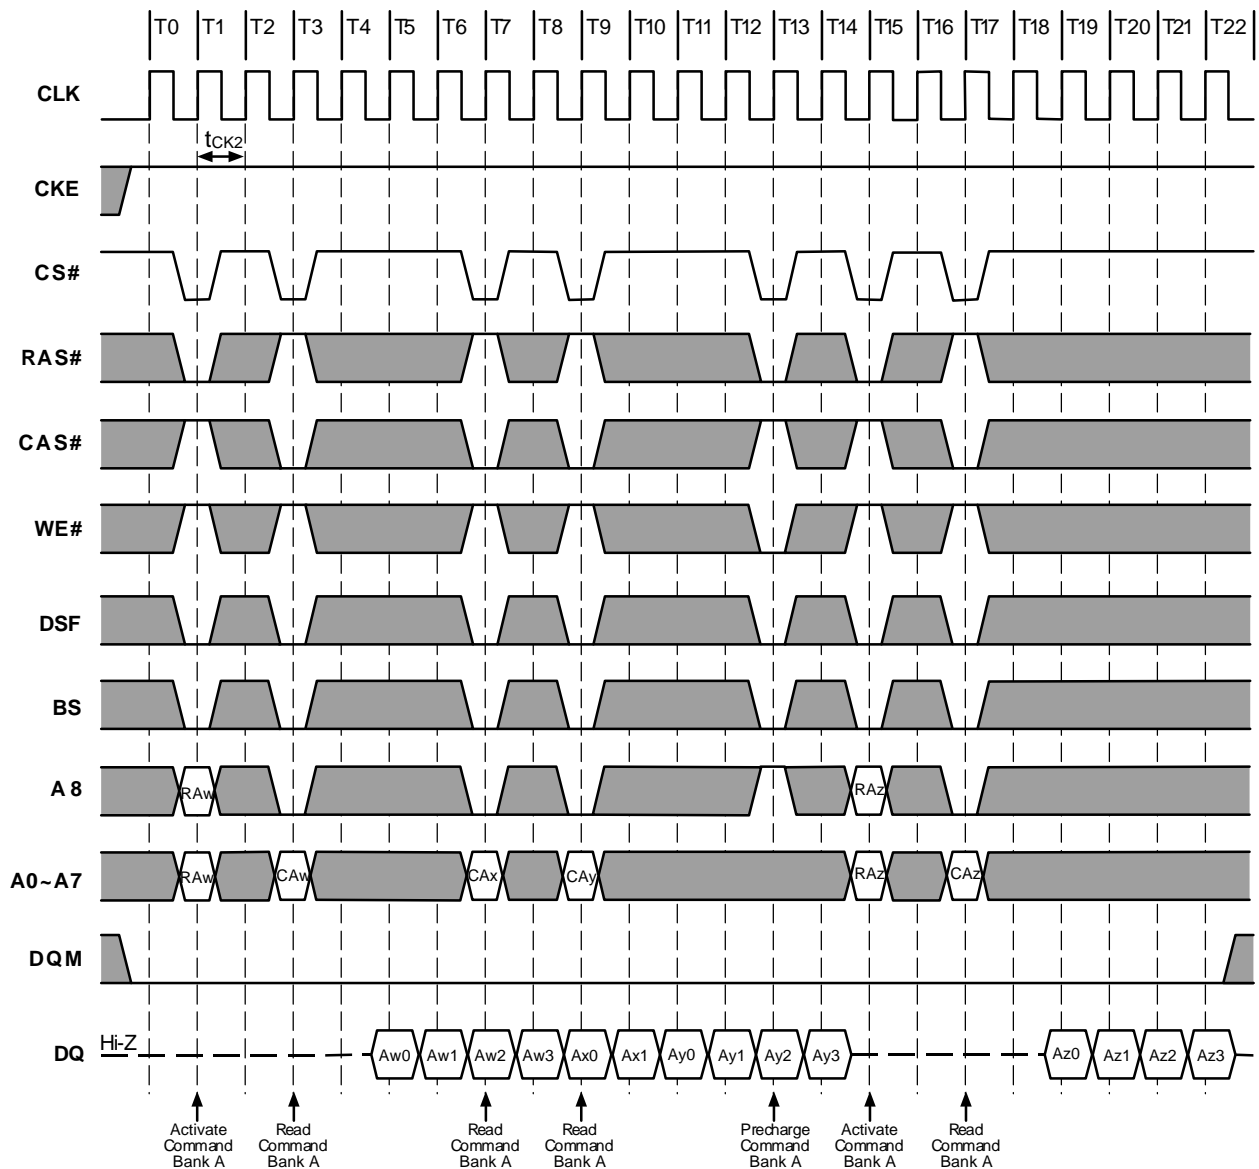 T0 T1 T2 T3 T4 T5 T6 T7 T8 T9 T10 T11 T12 T13 T14 T15 T16 T17 T18 T19 T20 T21 T22
CLK
tCK2
CKE
CS#
RAS#
CAS#
WE#
DSF
BS
A8 RAw RAz
A0~A7 RAw CAw CAx CAy RAz CAz
DQM
DQ Hi-Z Aw0 Aw1 Aw2 Aw3 Ax0 Ax1 Ay0 Ay1 Ay2 Ay3 Az0 Az1 Az2 Az3
Activate Command Bank A
Read Command Bank A
Read Command Bank A
Read Command Bank A
Precharge Command Bank A
Activate Command Bank A
Read Command Bank A